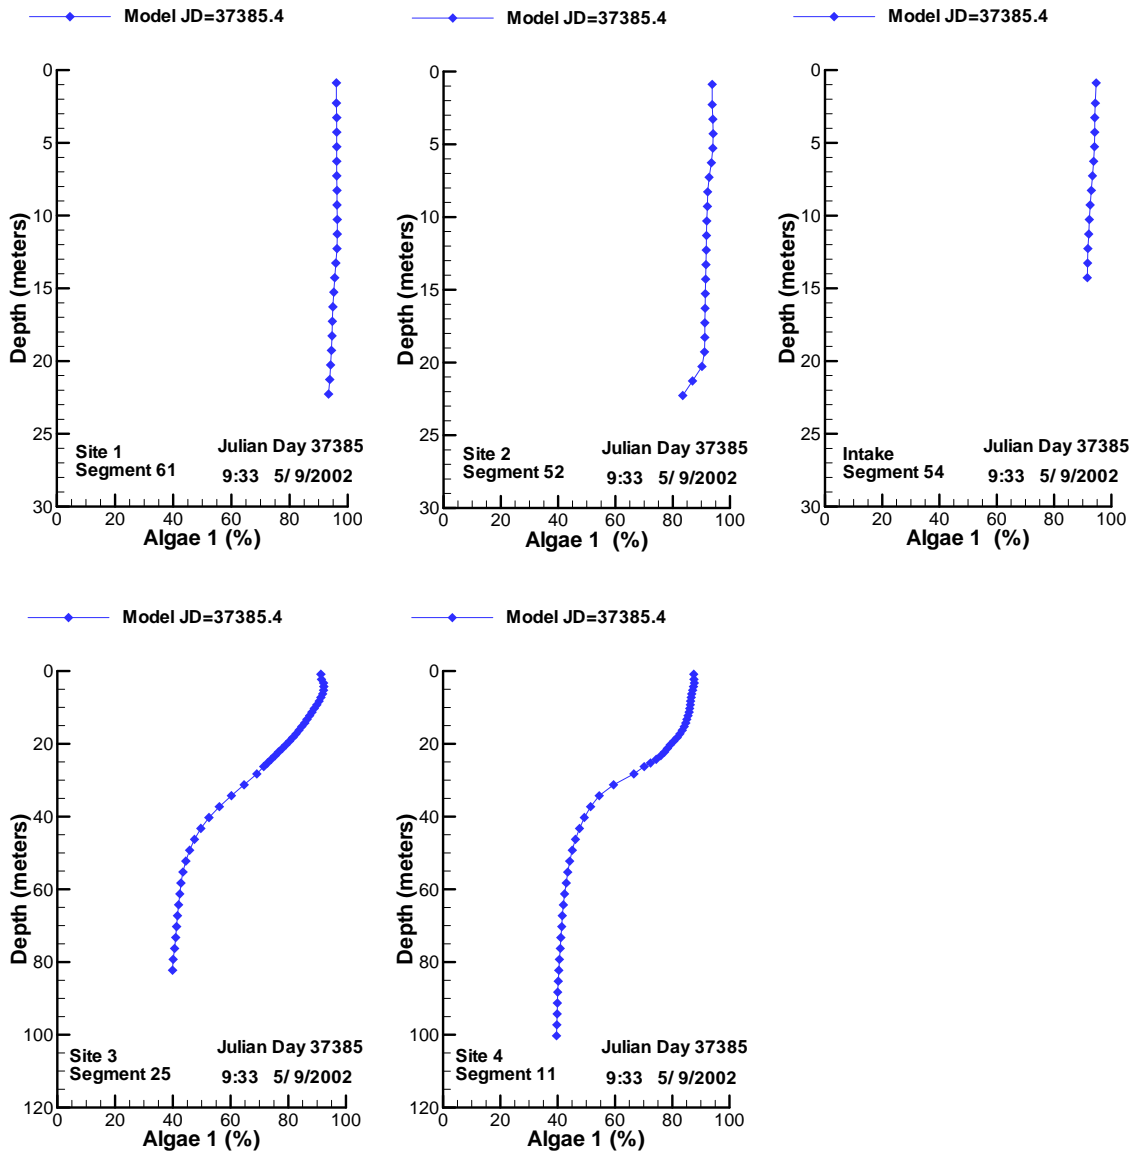 Model JD=37385.4
Model JD=37385.4
Model JD=37385.4
0
5
10
15
20
25
30
Depth (meters)
Site 1
Segment 61
Julian Day 37385
9:33 5/ 9/2002
0 20 40 60 80 100
Algae 1 (%)
0
5
10
15
20
25
30
Depth (meters)
Site 2
Segment 52
Julian Day 37385
9:33 5/ 9/2002
0 20 40 60 80 100
Algae 1 (%)
0
5
10
15
20
25
30
Depth (meters)
Intake
Segment 54
Julian Day 37385
9:33 5/ 9/2002
0 20 40 60 80 100
Algae 1 (%)
Model JD=37385.4
Model JD=37385.4
0
20
40
60
80
100
120
Depth (meters)
Site 3
Segment 25
Julian Day 37385
9:33 5/ 9/2002
0 20 40 60 80 100
Algae 1 (%)
0
20
40
60
80
100
120
Depth (meters)
Site 4
Segment 11
Julian Day 37385
9:33 5/ 9/2002
0 20 40 60 80 100
Algae 1 (%)